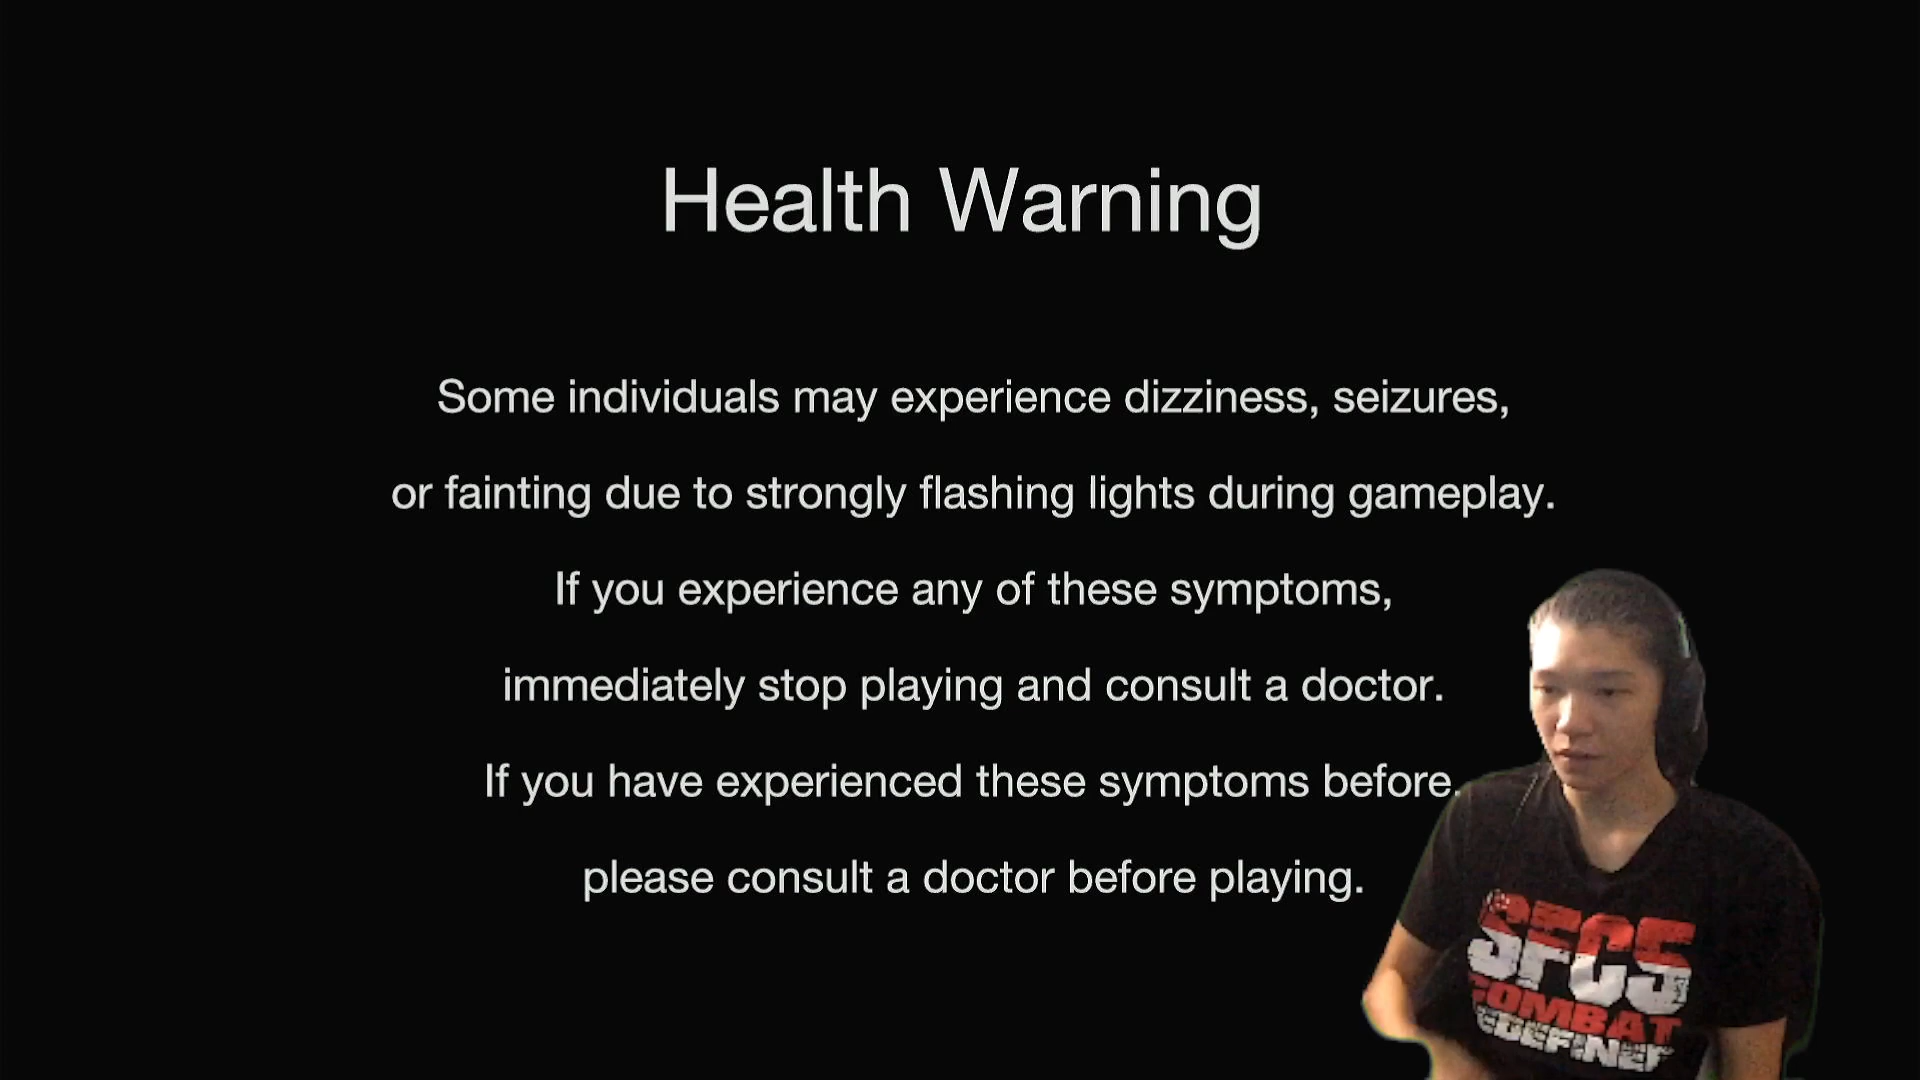 Health Warning
Some individuals may experience dizziness, seizures,
or fainting due to strongly flashing lights during gameplay.
If you experience any of these symptoms,
immediately stop playing and consult a doctor.
If you have experienced these symptoms before,
please consult a doctor before playing.
SFC5
COMBAT